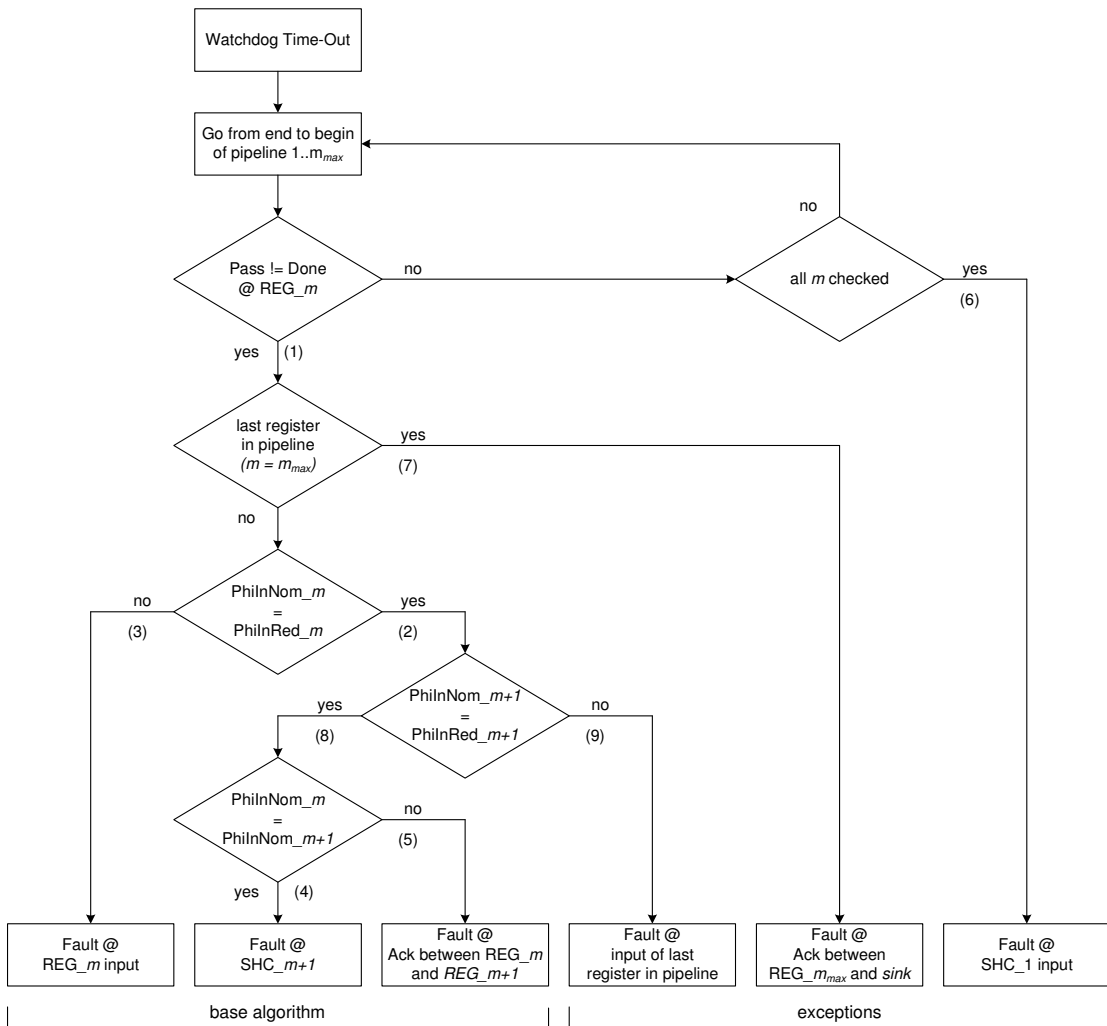 Watchdog Time-Out
Go from end to begin
of pipeline 1..mmax
no
Pass != Done
@ REG_m
no
all m checked
yes
(6)
yes
(1)
last register
in pipeline
(m = mmax)
yes
(7)
no
PhiInNom_m
=
PhiInRed_m
no
(3)
yes
(2)
PhiInNom_m+1
=
PhiInRed_m+1
yes
(8)
no
(9)
PhiInNom_m
=
PhiInNom_m+1
no
(5)
yes
(4)
Fault @
REG_m input
Fault @
SHC_m+1
Fault @
Ack between REG_m
and REG_m+1
Fault @
input of last
register in pipeline
Fault @
Ack between
REG_mmax and sink
Fault @
SHC_1 input
base algorithm
exceptions